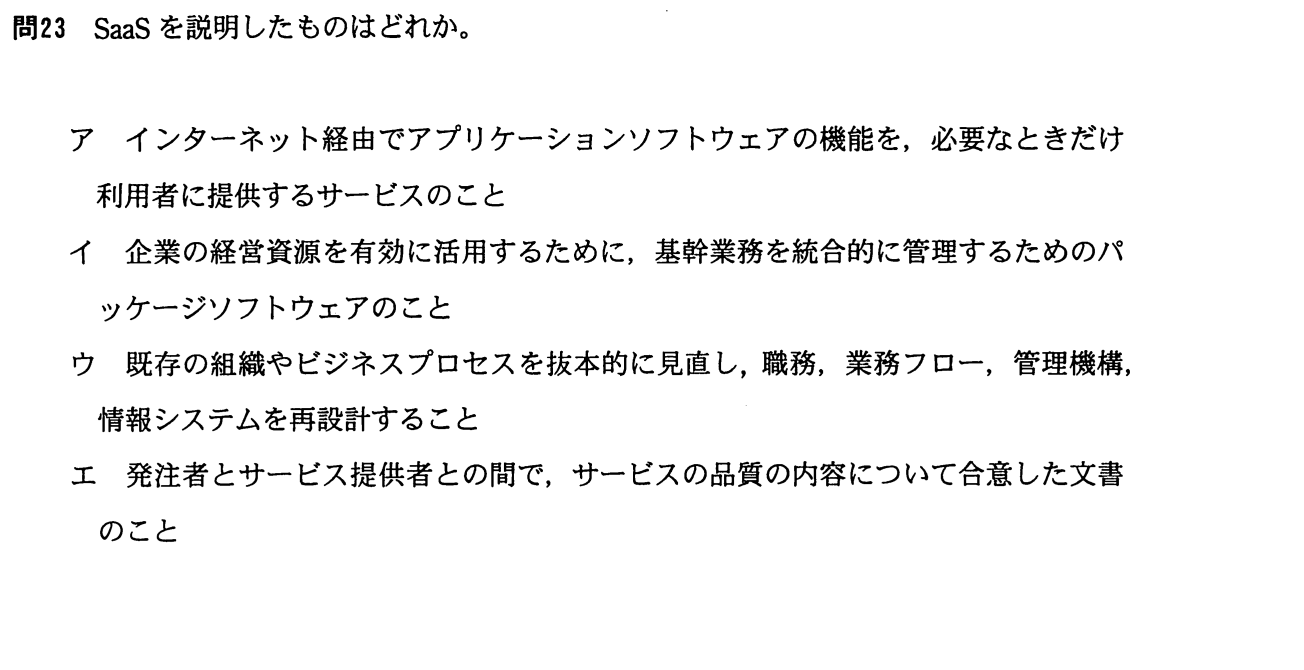 問23 SaaS を説明したものはどれか。
ア インターネット経由でアプリケーションソフトウェアの機能を，必要なときだけ
利用者に提供するサービスのこと
イ 企業の経営資源を有効に活用するために，基幹業務を統合的に管理するためのパ
ッケージソフトウェアのこと
ウ 既存の組織やビジネスプロセスを抜本的に見直し，職務，業務フロー，管理機構，
情報システムを再設計すること
エ 発注者とサービス提供者との間で，サービスの品質の内容について合意した文書
のこと